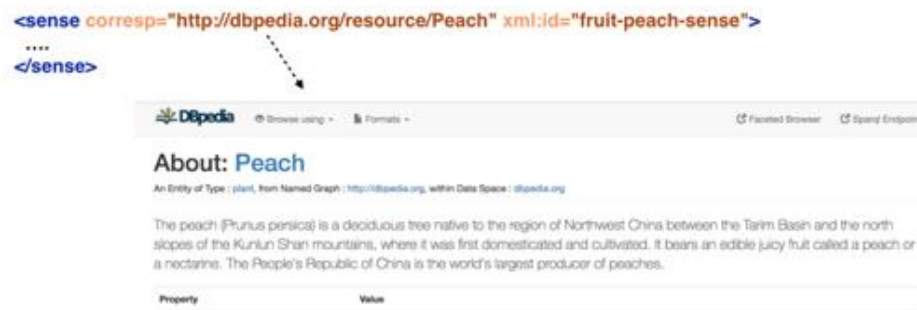 <sense corresp="http://dbpedia.org/resource/Peach" xml:id="fruit-peach-sense">
....
</sense>
DBpedia Browse using Formats Faceted Browser Sparql Endpoint
About: Peach
An Entity of Type : plant, from Named Graph : http://dbpedia.org, within Data Space : dbpedia.org
The peach (Prunus persica) is a deciduous tree native to the region of Northwest China between the Tarim Basin and the north
slopes of the Kunlun Shan mountains, where it was first domesticated and cultivated. It bears an edible juicy fruit called a peach or
a nectarine. The People's Republic of China is the world's largest producer of peaches.
Property Value